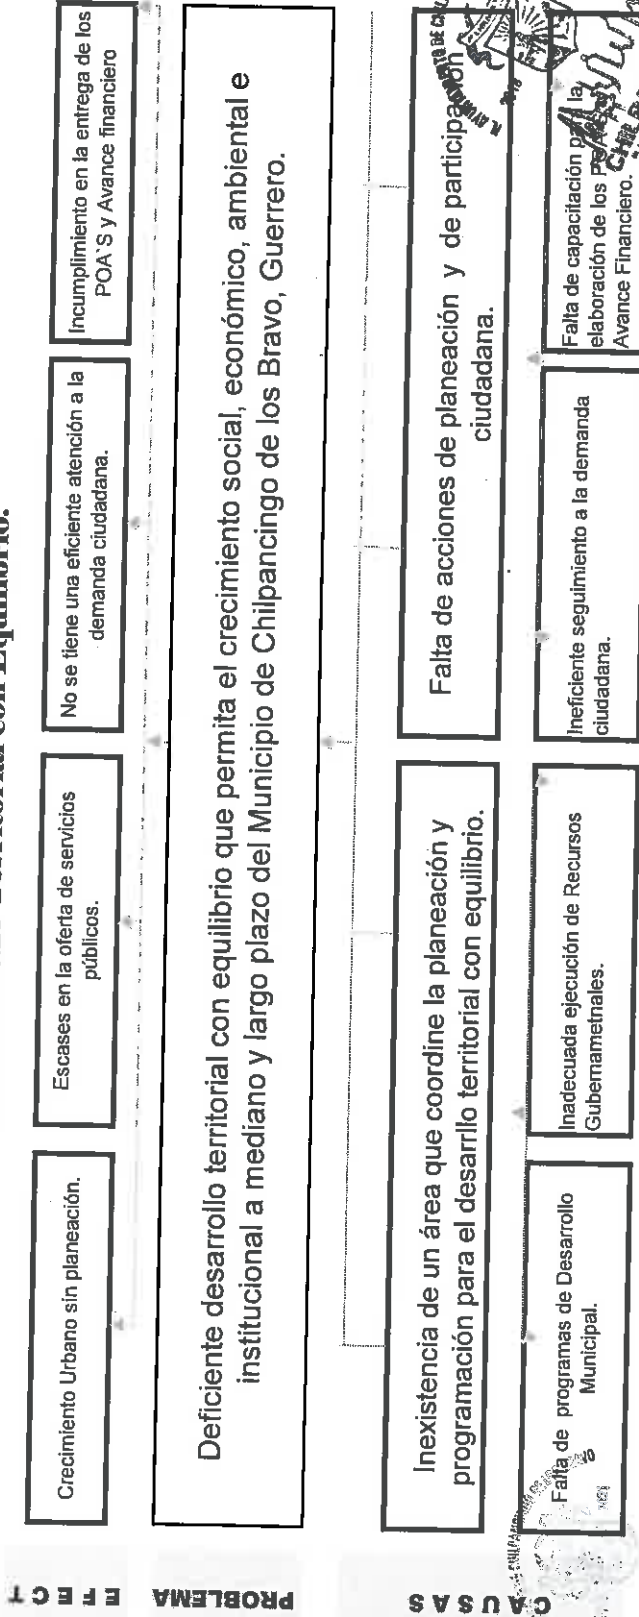 con Equilibrio.
EFECT
Crecimiento Urbano sin planeación.
Escases en la oferta de servicios
públicos.
No se tiene una eficiente atención a la
demanda ciudadana.
Incumplimiento en la entrega de los
POA`S y Avance financiero
PROBLEMA
Deficiente desarrollo territorial con equilibrio que permita el crecimiento social, económico, ambiental e
institucional a mediano y largo plazo del Municipio de Chilpancingo de los Bravo, Guerrero.
CAUSAS
Inexistencia de un área que coordine la planeación y
programación para el desarrllo territorial con equilibrio.
Falta de acciones de planeación y de participación
ciudadana.
Falta de programas de Desarrollo
Municipal.
Inadecuada ejecución de Recursos
Gubernametnales.
Ineficiente seguimiento a la demanda
ciudadana.
Falta de capacitación la
elaboración de los
Avance Financiero.